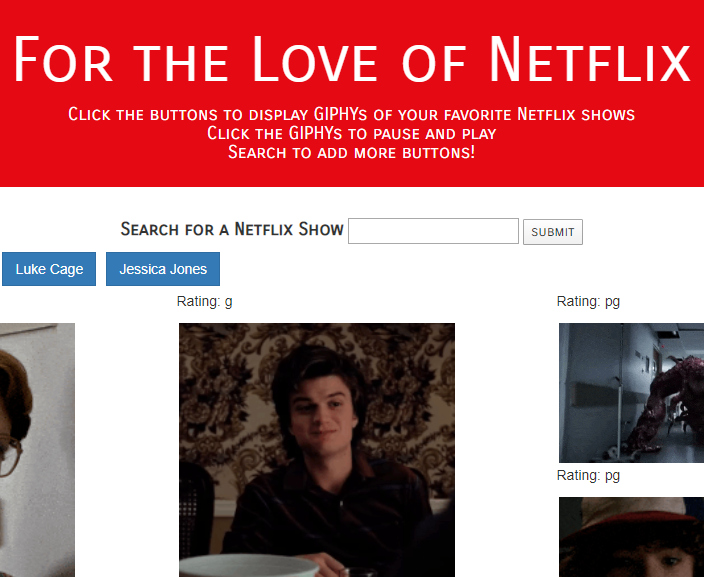 For the Love of Netflix
Click the buttons to display GIPHYs of your favorite Netflix shows
Click the GIPHYs to pause and play
Search to add more buttons!
Search for a Netflix Show
SUBMIT
Luke Cage
Jessica Jones
Rating: g
Rating: pg
Rating: pg